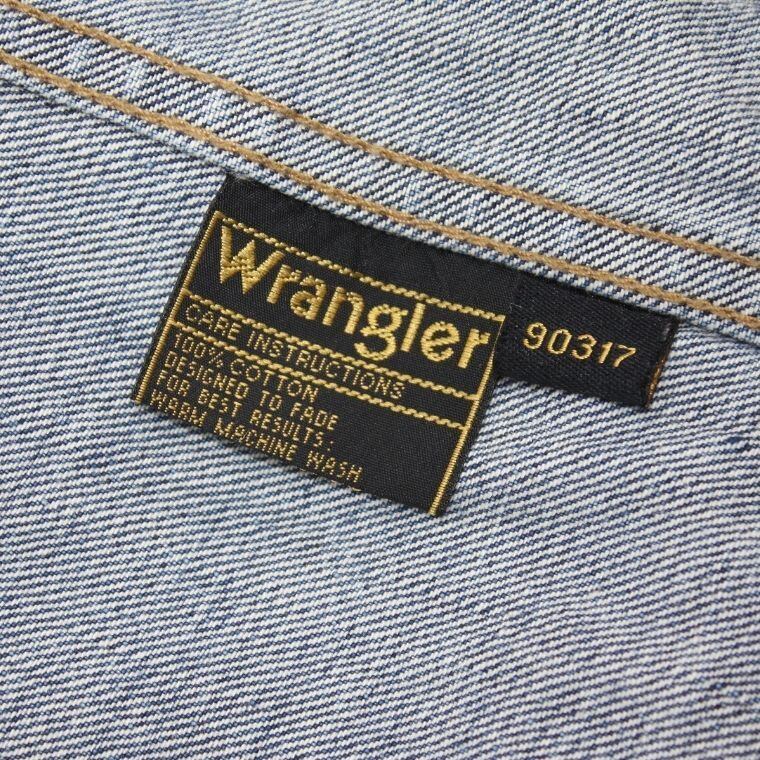 Wrangler
CARE INSTRUCTIONS
100% COTTON
DESIGNED TO FADE
FOR BEST RESULTS:
WARM MACHINE WASH
90317